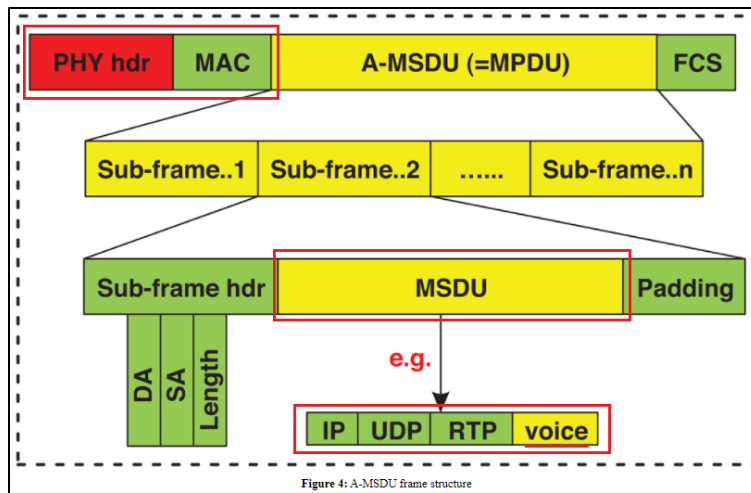 PHY hdr MAC A-MSDU (=MPDU) FCS
Sub-frame..1 Sub-frame..2 ...... Sub-frame..n
Sub-frame hdr MSDU Padding
DA SA Length
e.g.
IP UDP RTP voice
Figure 4: A-MSDU frame structure